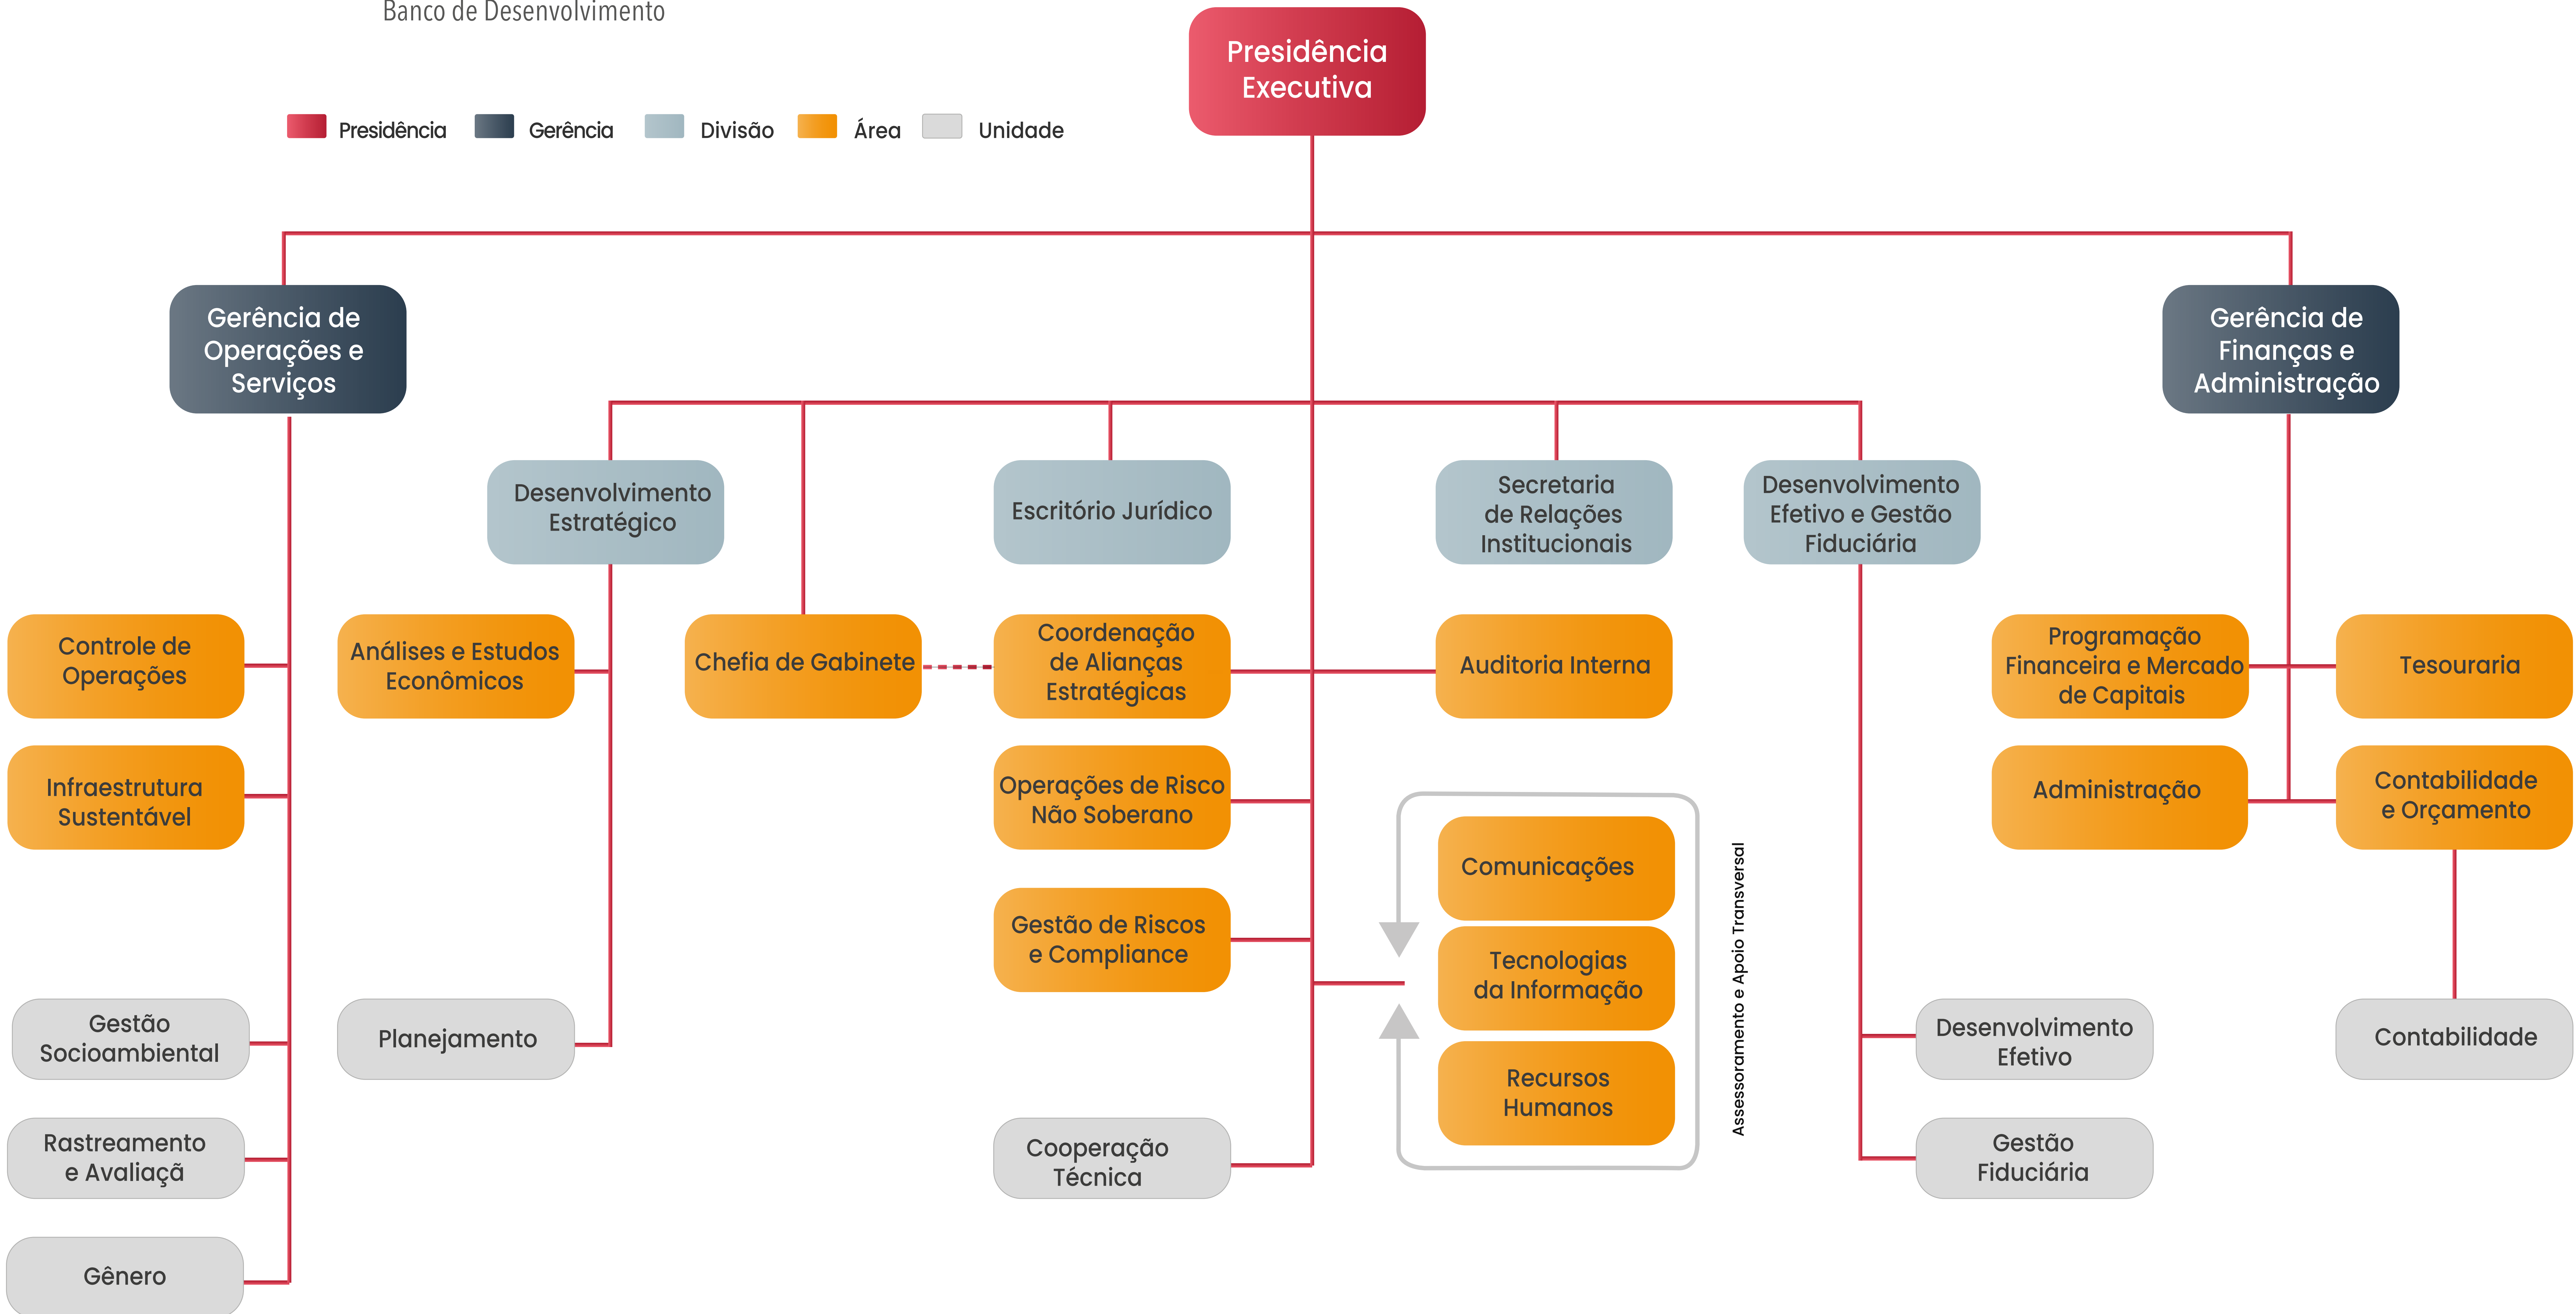 Banco de Desenvolvimento
Presidência
Executiva
Presidência
Gerência
Divisão
Área
Unidade
Gerência de
Operações e
Serviços
Gerência de
Finanças e
Administração
Desenvolvimento
Estratégico
Escritório Jurídico
Secretaria
de Relações
Institucionais
Desenvolvimento
Efetivo e Gestão
Fiduciária
Controle de
Operações
Análises e Estudos
Econômicos
Chefia de Gabinete
Coordenação
de Alianças
Estratégicas
Auditoria Interna
Programação
Financeira e Mercado
de Capitais
Tesouraria
Infraestrutura
Sustentável
Operações de Risco
Não Soberano
Administração
Contabilidade
e Orçamento
Comunicações
Gestão de Riscos
e Compliance
Tecnologias
da Informação
Recursos
Humanos
Assessoramento e Apoio Transversal
Gestão
Socioambiental
Planejamento
Desenvolvimento
Efetivo
Contabilidade
Rastreamento
e Avaliaçã
Cooperação
Técnica
Gestão
Fiduciária
Gênero